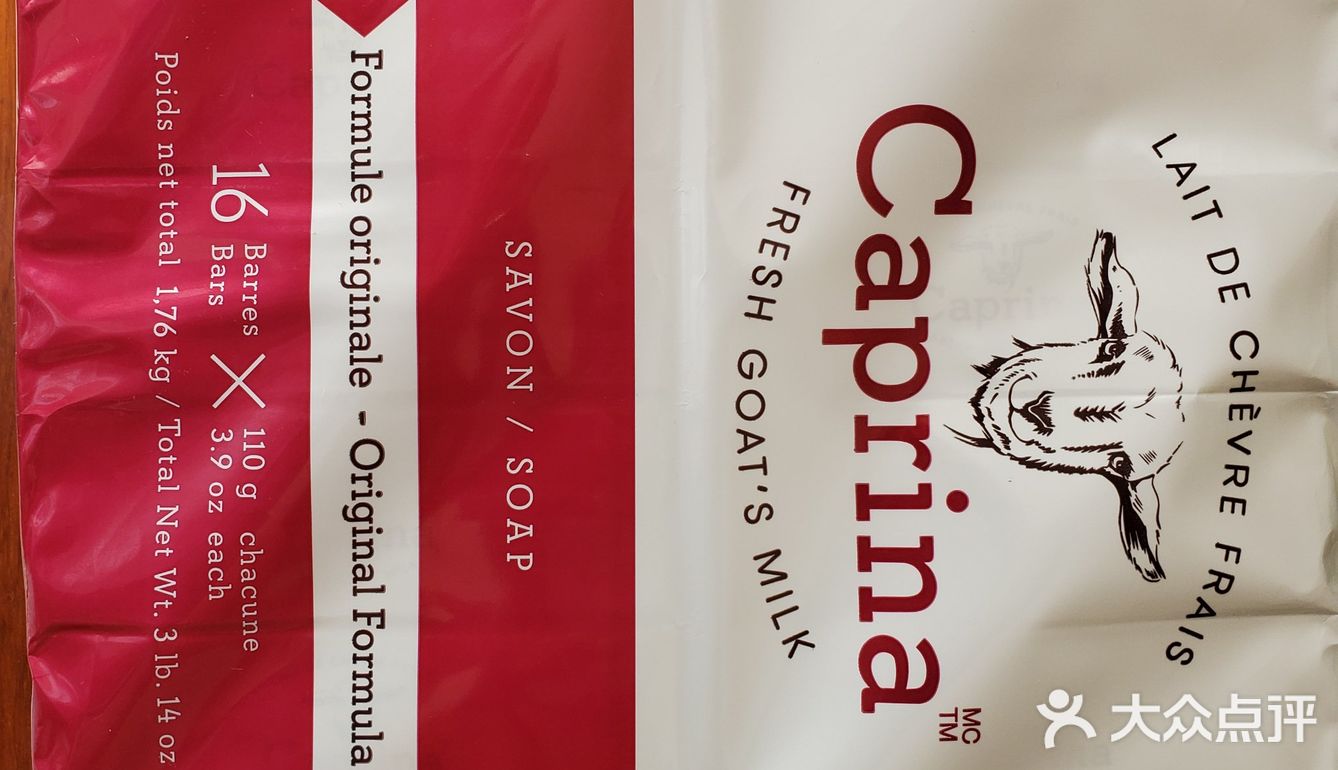 LAIT DE CHÈVRE FRAIS
Caprina MC TM
FRESH GOAT'S MILK
SAVON / SOAP
Formule originale - Original Formula
16 Barres Bars × 110 g chacune 3.9 oz each
Poids net total 1,76 kg / Total Net Wt. 3 lb. 14 oz
大众点评